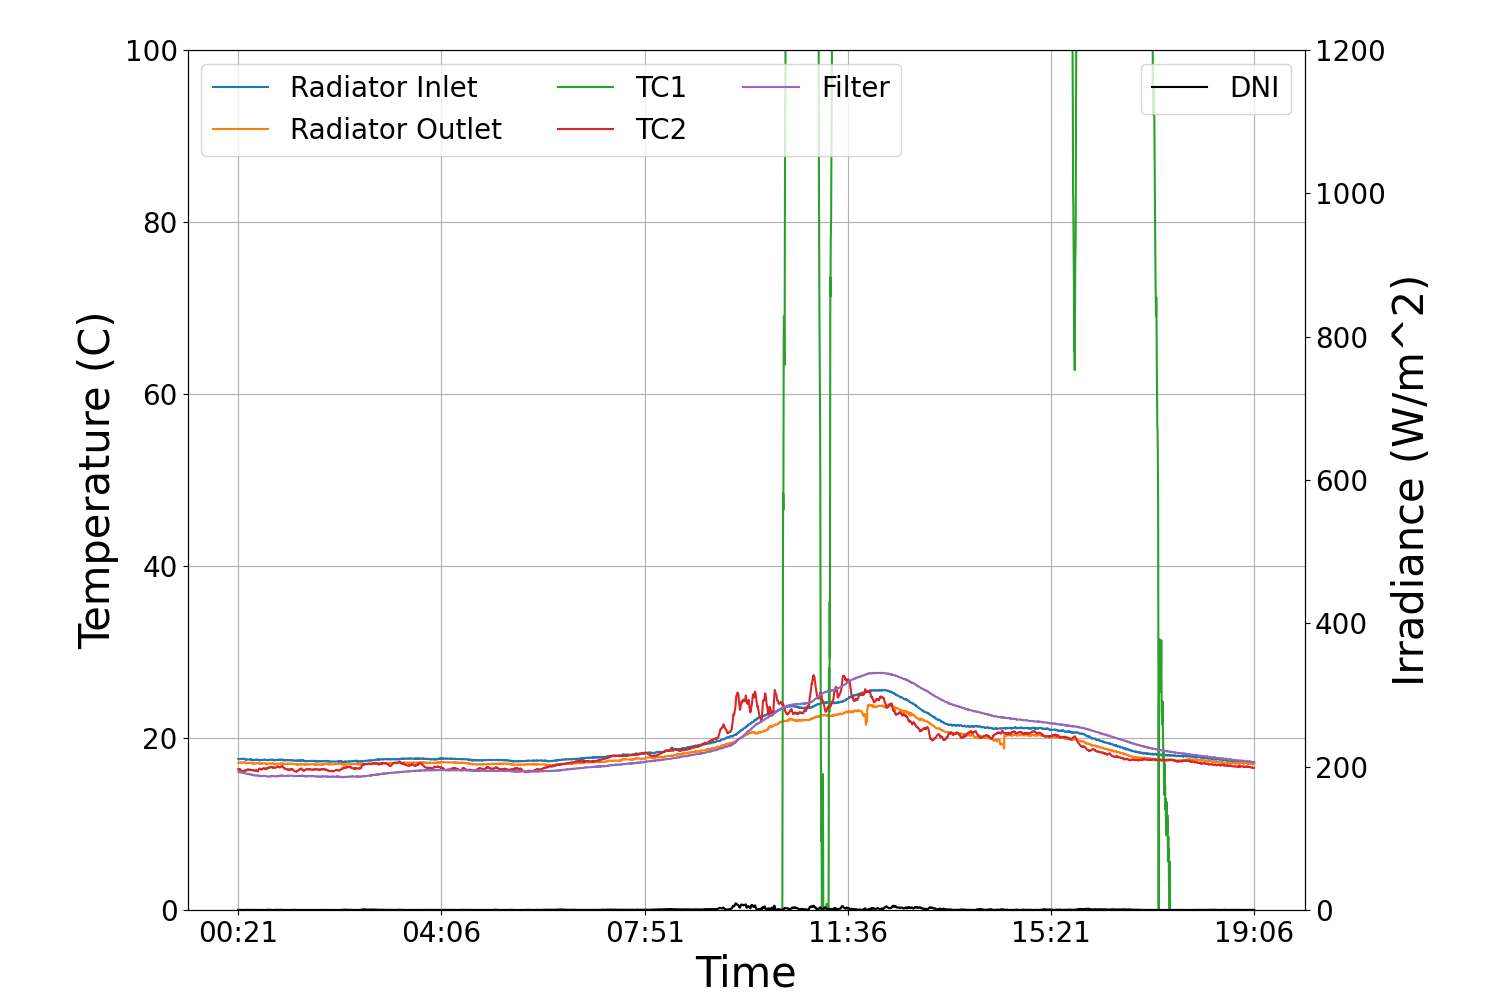 100
80
60
40
20
0
Temperature (C)
Radiator Inlet
Radiator Outlet
TC1
TC2
Filter
DNI
1200
1000
800
600
400
200
0
Irradiance (W/m^2)
00:21 04:06 07:51 11:36 15:21 19:06
Time